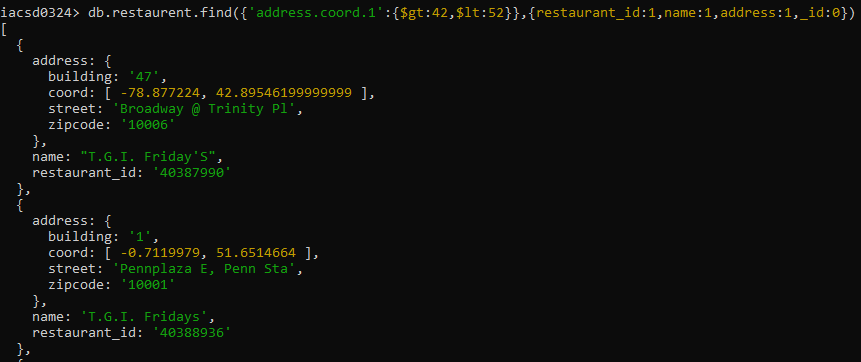 iacsd0324> db.restaurent.find({'address.coord.1':{$gt:42,$lt:52}},{restaurant_id:1,name:1,address:1,_id:0})
[
  {
    address: {
      building: '47',
      coord: [ -78.877224, 42.89546199999999 ],
      street: 'Broadway @ Trinity Pl',
      zipcode: '10006'
    },
    name: "T.G.I. Friday'S",
    restaurant_id: '40387990'
  },
  {
    address: {
      building: '1',
      coord: [ -0.7119979, 51.6514664 ],
      street: 'Pennplaza E, Penn Sta',
      zipcode: '10001'
    },
    name: 'T.G.I. Fridays',
    restaurant_id: '40388936'
  },